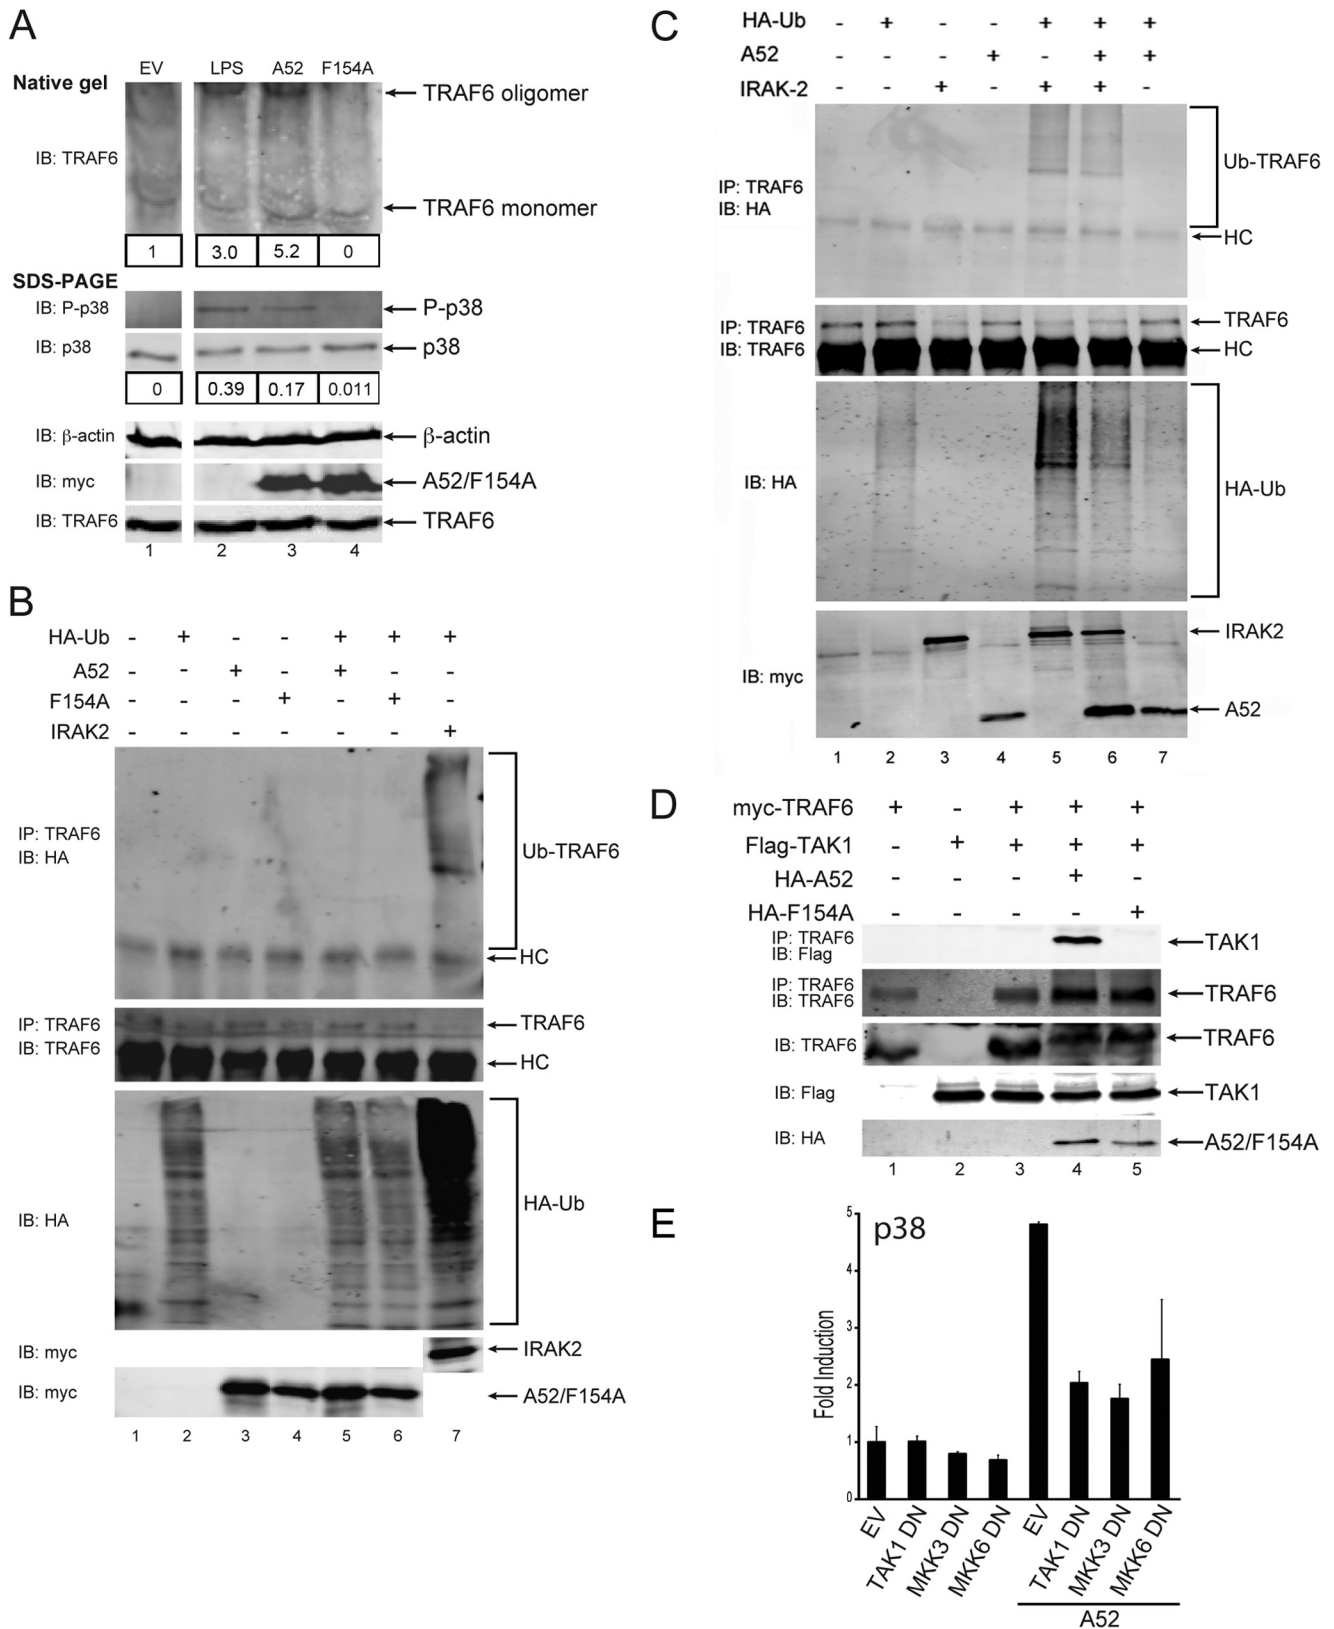 A
EV LPS A52 F154A
Native gel
TRAF6 oligomer
IB: TRAF6
TRAF6 monomer
1 3.0 5.2 0
SDS-PAGE
IB: P-p38 P-p38
IB: p38 p38
0 0.39 0.17 0.011
IB: β-actin β-actin
IB: myc A52/F154A
IB: TRAF6 TRAF6
1 2 3 4
B
HA-Ub - + - - + + +
A52 - - + - + - -
F154A - - - + - + -
IRAK2 - - - - - - +
IP: TRAF6
IB: HA
Ub-TRAF6
HC
IP: TRAF6
IB: TRAF6
TRAF6
HC
IB: HA
HA-Ub
IB: myc IRAK2
IB: myc A52/F154A
1 2 3 4 5 6 7
C
HA-Ub - + - - + + +
A52 - - - + - + +
IRAK-2 - - + - + + -
IP: TRAF6
IB: HA
Ub-TRAF6
HC
IP: TRAF6
IB: TRAF6
TRAF6
HC
IB: HA
HA-Ub
IB: myc
IRAK2
A52
1 2 3 4 5 6 7
D
myc-TRAF6 + - + + +
Flag-TAK1 - + + + +
HA-A52 - - - + -
HA-F154A - - - - +
IP: TRAF6
IB: Flag
TAK1
IP: TRAF6
IB: TRAF6
TRAF6
IB: TRAF6 TRAF6
IB: Flag TAK1
IB: HA A52/F154A
1 2 3 4 5
E
p38
Fold Induction
5
4
3
2
1
0
EV
TAK1 DN
MKK3 DN
MKK6 DN
EV
TAK1 DN
MKK3 DN
MKK6 DN
A52